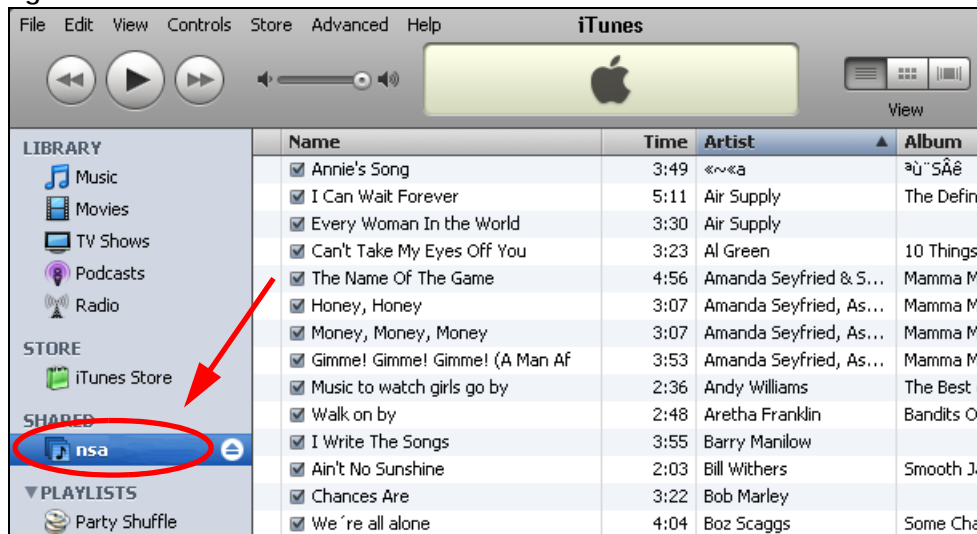 File Edit View Controls Store Advanced Help iTunes
View
LIBRARY
Music
Movies
TV Shows
Podcasts
Radio
STORE
iTunes Store
SHARED
nsa
PLAYLISTS
Party Shuffle
Name Time Artist Album
Annie's Song 3:49 «~«a ªù¨SÂê
I Can Wait Forever 5:11 Air Supply The Defin
Every Woman In the World 3:30 Air Supply
Can't Take My Eyes Off You 3:23 Al Green 10 Things
The Name Of The Game 4:56 Amanda Seyfried & S... Mamma M
Honey, Honey 3:07 Amanda Seyfried, As... Mamma M
Money, Money, Money 3:07 Amanda Seyfried, As... Mamma M
Gimme! Gimme! Gimme! (A Man Af 3:53 Amanda Seyfried, As... Mamma M
Music to watch girls go by 2:36 Andy Williams The Best
Walk on by 2:48 Aretha Franklin Bandits O
I Write The Songs 3:55 Barry Manilow
Ain't No Sunshine 2:03 Bill Withers Smooth J
Chances Are 3:22 Bob Marley
We´re all alone 4:04 Boz Scaggs Some Cha